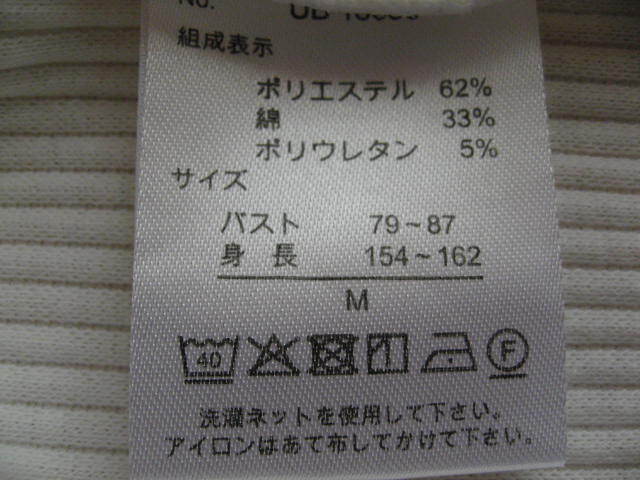 No.
組成表示
ポリエステル 62%
綿 33%
ポリウレタン 5%
サイズ
バスト 79~87
身長 154~162
M
40 F
洗濯ネットを使用して下さい。
アイロンはあて布してかけて下さい。